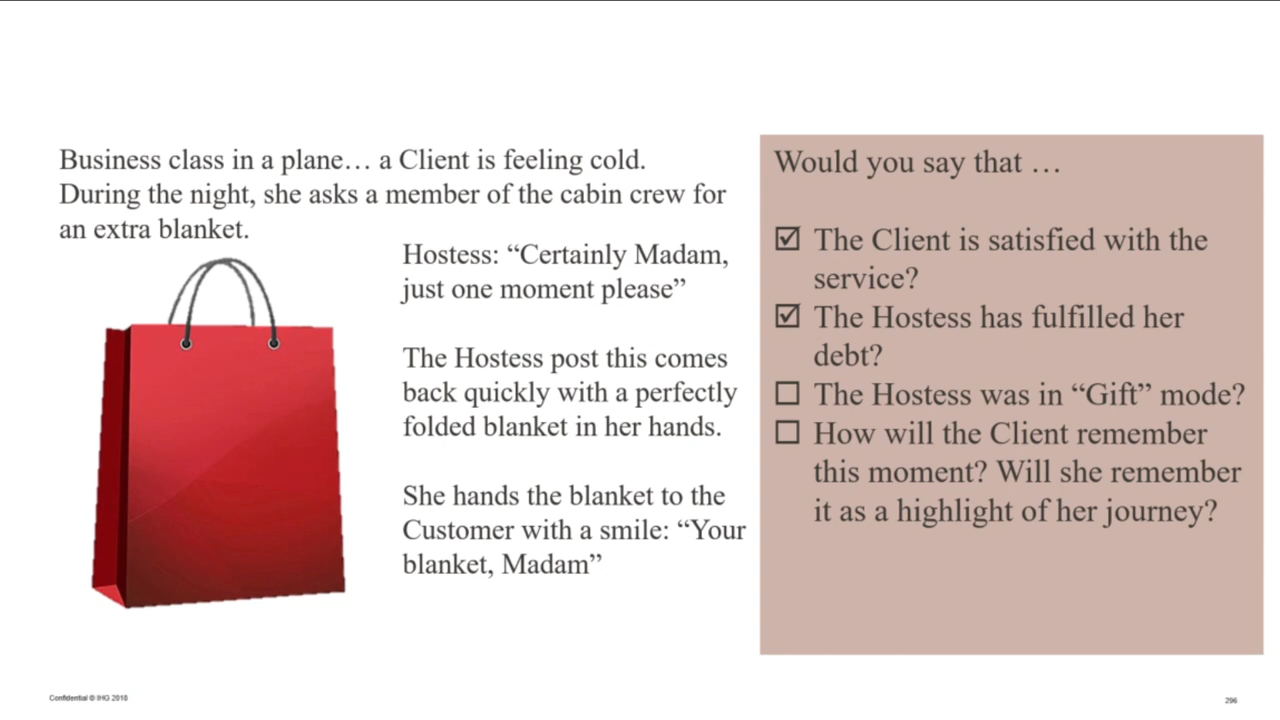 Business class in a plane… a Client is feeling cold.
During the night, she asks a member of the cabin crew for
an extra blanket.
Hostess: “Certainly Madam,
just one moment please”
The Hostess post this comes
back quickly with a perfectly
folded blanket in her hands.
She hands the blanket to the
Customer with a smile: “Your
blanket, Madam”
Would you say that …
☑ The Client is satisfied with the
service?
☑ The Hostess has fulfilled her
debt?
☐ The Hostess was in “Gift” mode?
☐ How will the Client remember
this moment? Will she remember
it as a highlight of her journey?
Confidential © IHG 2018
296